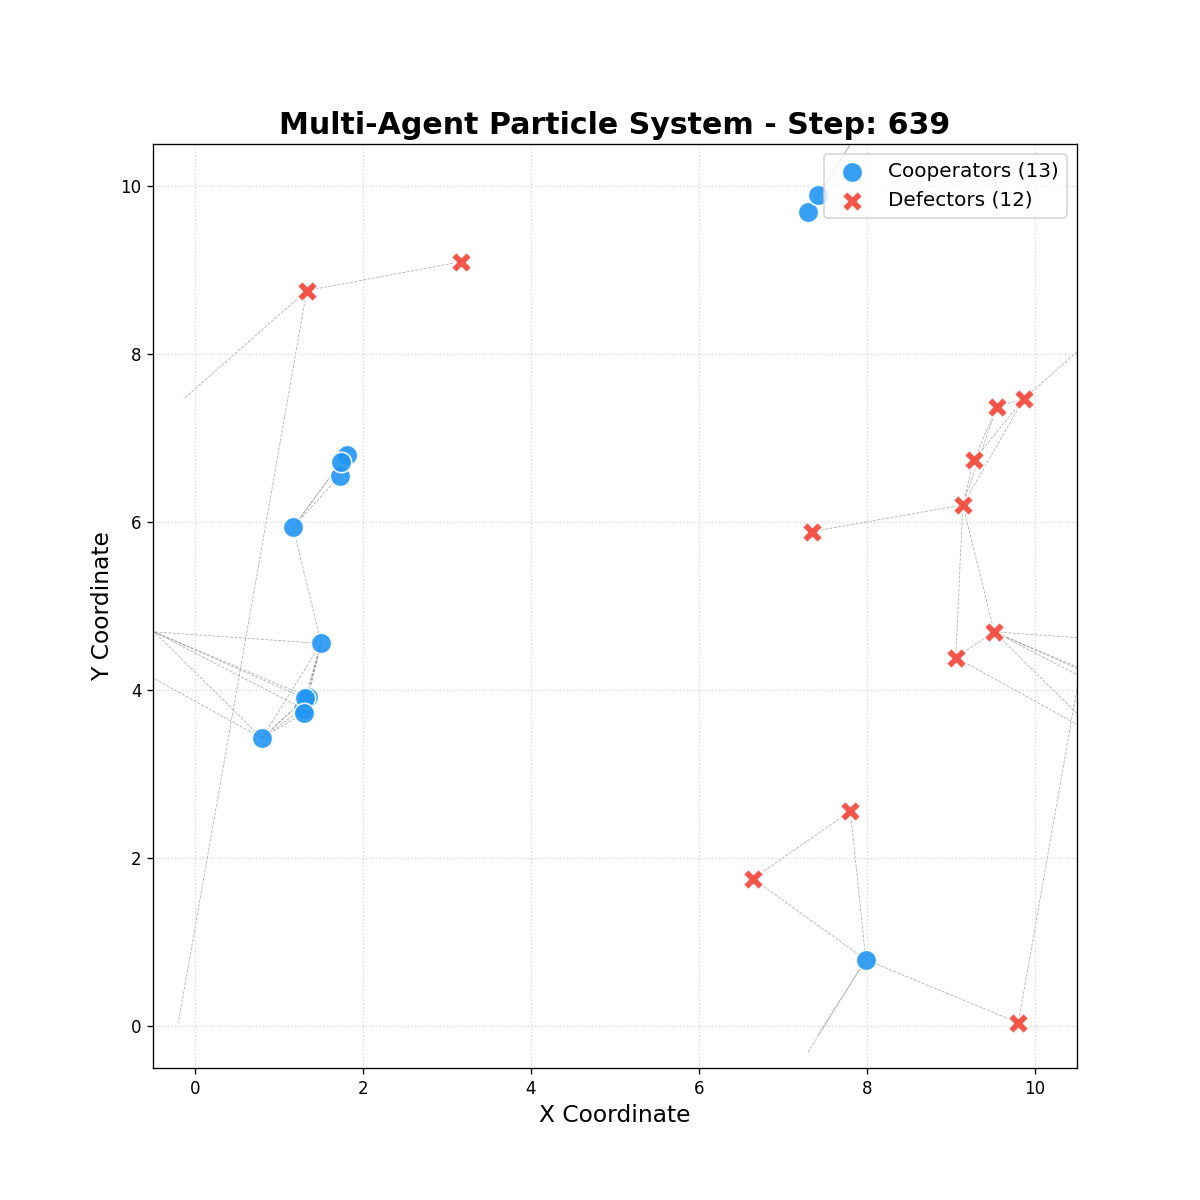 Multi-Agent Particle System - Step: 639
Cooperators (13)
Defectors (12)
Y Coordinate
10
8
6
4
2
0
0 2 4 6 8 10
X Coordinate